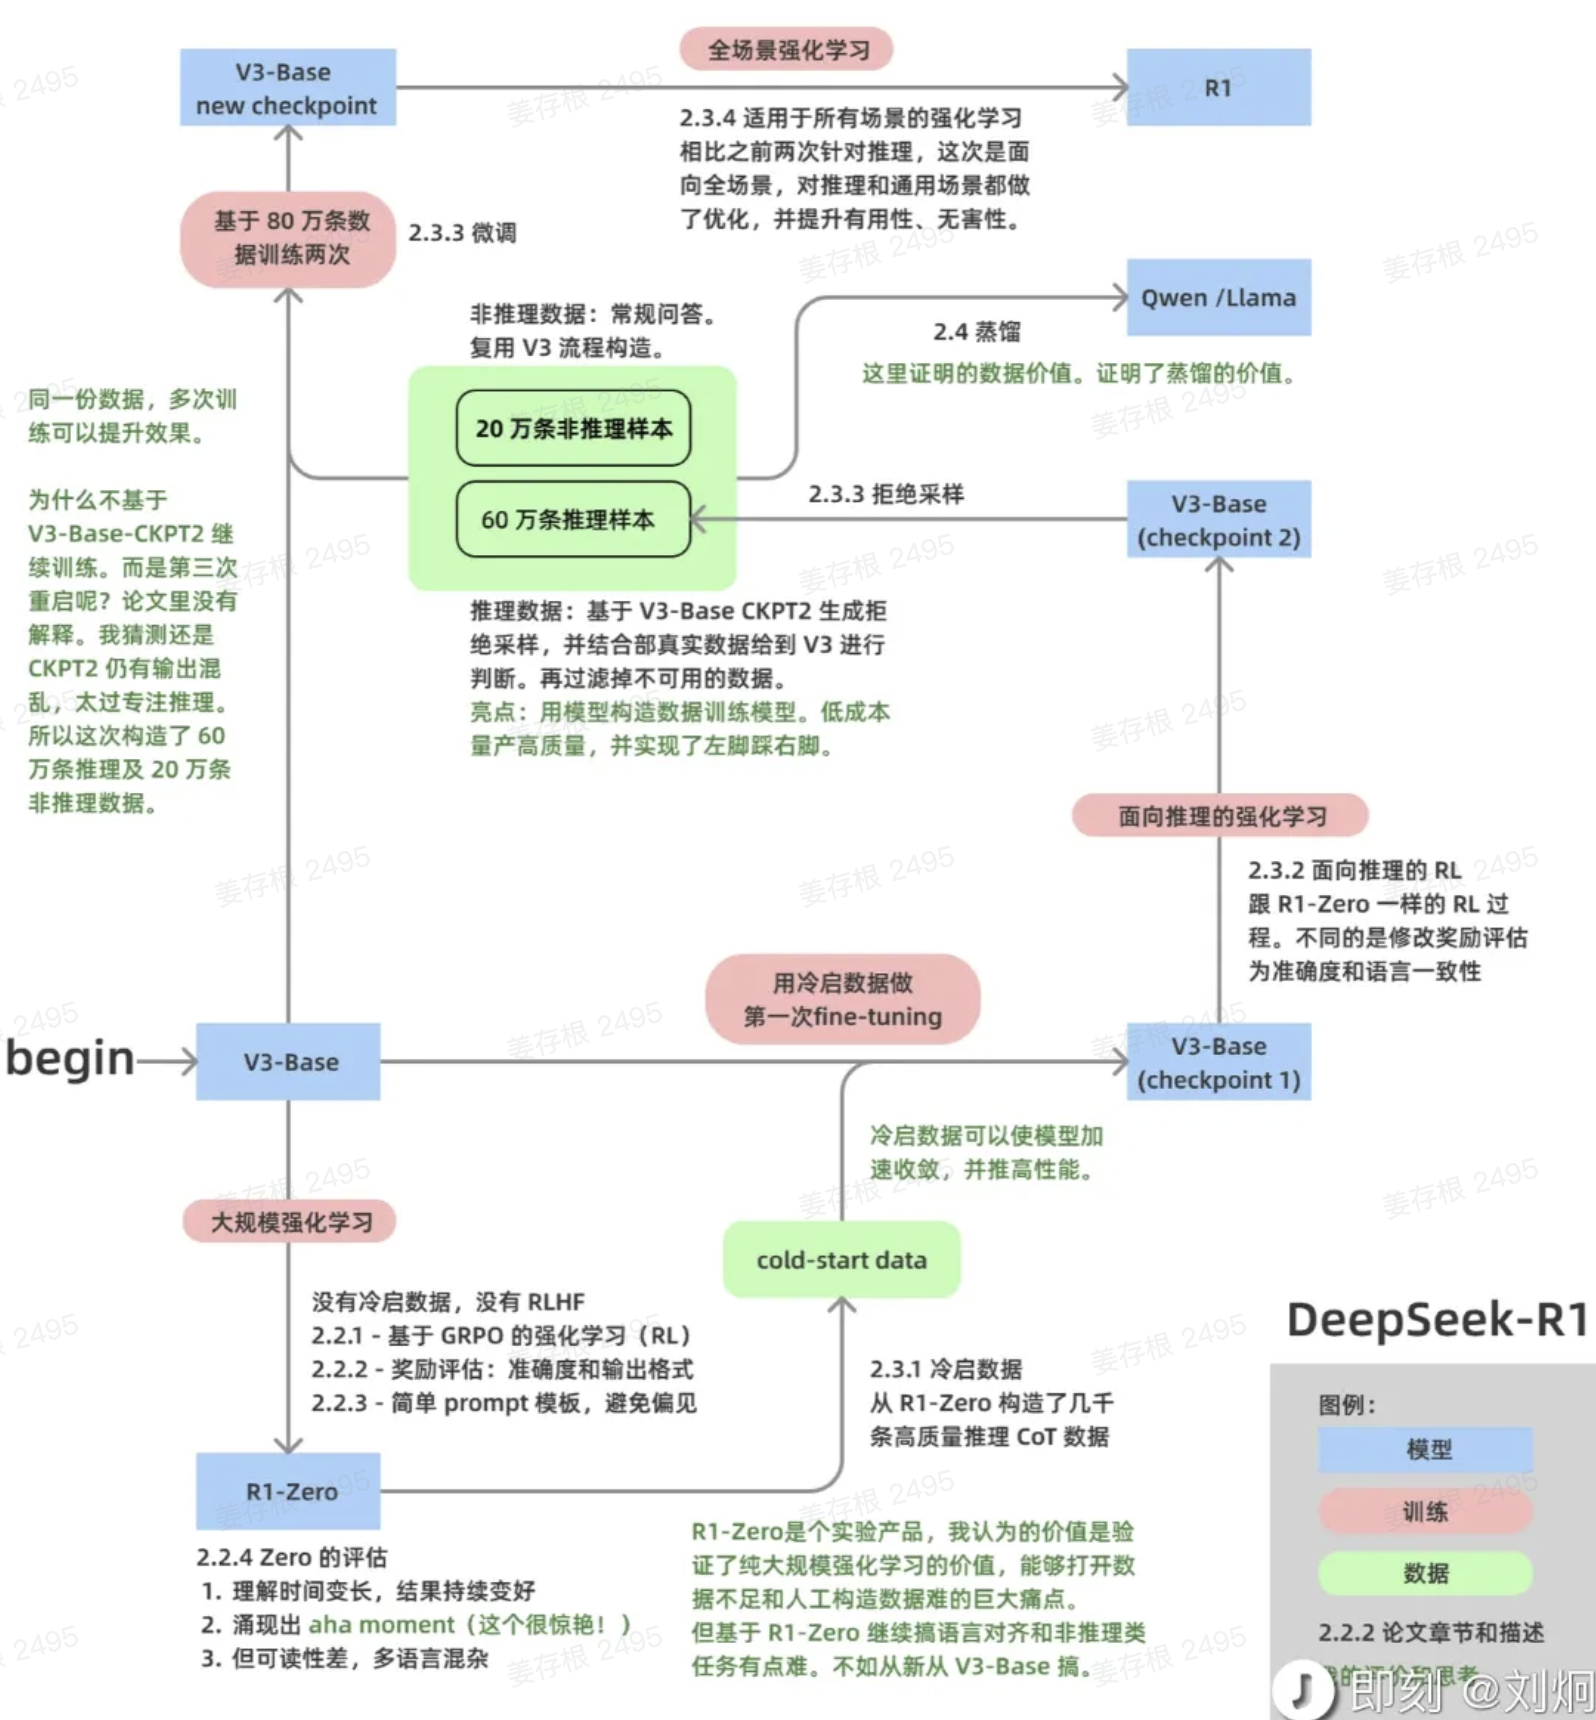 V3-Base
new checkpoint
全场景强化学习
R1
2.3.4 适用于所有场景的强化学习
相比之前两次针对推理，这次是面
向全场景，对推理和通用场景都做
了优化，并提升有用性、无害性。
基于 80 万条数
据训练两次
2.3.3 微调
非推理数据：常规问答。
复用 V3 流程构造。
Qwen /Llama
2.4 蒸馏
这里证明的数据价值。证明了蒸馏的价值。
同一份数据，多次训
练可以提升效果。
20 万条非推理样本
60 万条推理样本
2.3.3 拒绝采样
V3-Base
(checkpoint 2)
为什么不基于
V3-Base-CKPT2 继
续训练。而是第三次
重启呢？论文里没有
解释。我猜测还是
CKPT2 仍有输出混
乱，太过专注推理。
所以这次构造了 60
万条推理及 20 万条
非推理数据。
推理数据：基于 V3-Base CKPT2 生成拒
绝采样，并结合部真实数据给到 V3 进行
判断。再过滤掉不可用的数据。
亮点：用模型构造数据训练模型。低成本
量产高质量，并实现了左脚踩右脚。
面向推理的强化学习
2.3.2 面向推理的 RL
跟 R1-Zero 一样的 RL 过
程。不同的是修改奖励评估
为准确度和语言一致性
用冷启数据做
第一次fine-tuning
begin
V3-Base
V3-Base
(checkpoint 1)
冷启数据可以使模型加
速收敛，并推高性能。
大规模强化学习
cold-start data
没有冷启数据，没有 RLHF
2.2.1 - 基于 GRPO 的强化学习（RL）
2.2.2 - 奖励评估：准确度和输出格式
2.2.3 - 简单 prompt 模板，避免偏见
2.3.1 冷启数据
从 R1-Zero 构造了几千
条高质量推理 CoT 数据
R1-Zero
2.2.4 Zero 的评估
1. 理解时间变长，结果持续变好
2. 涌现出 aha moment（这个很惊艳！）
3. 但可读性差，多语言混杂
R1-Zero是个实验产品，我认为的价值是验
证了纯大规模强化学习的价值，能够打开数
据不足和人工构造数据难的巨大痛点。
但基于 R1-Zero 继续搞语言对齐和非推理类
任务有点难。不如从新从 V3-Base 搞。
DeepSeek-R1
图例：
模型
训练
数据
2.2.2 论文章节和描述
即刻 @刘炯
姜存根 2495